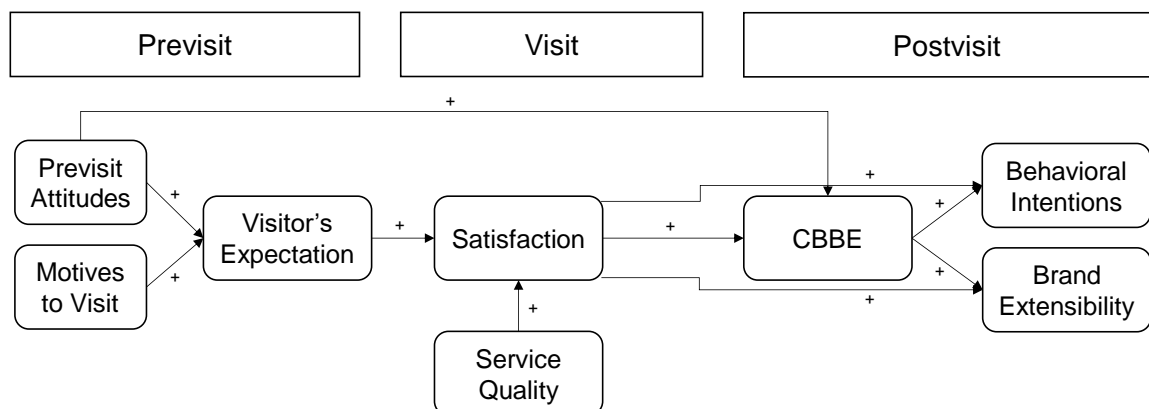 Previsit
Visit
Postvisit
+
Previsit
Attitudes
+
Motives
to Visit
+
Visitor's
Expectation
+
Satisfaction
+
Service
Quality
+
+
+
CBBE
+
+
Behavioral
Intentions
Brand
Extensibility